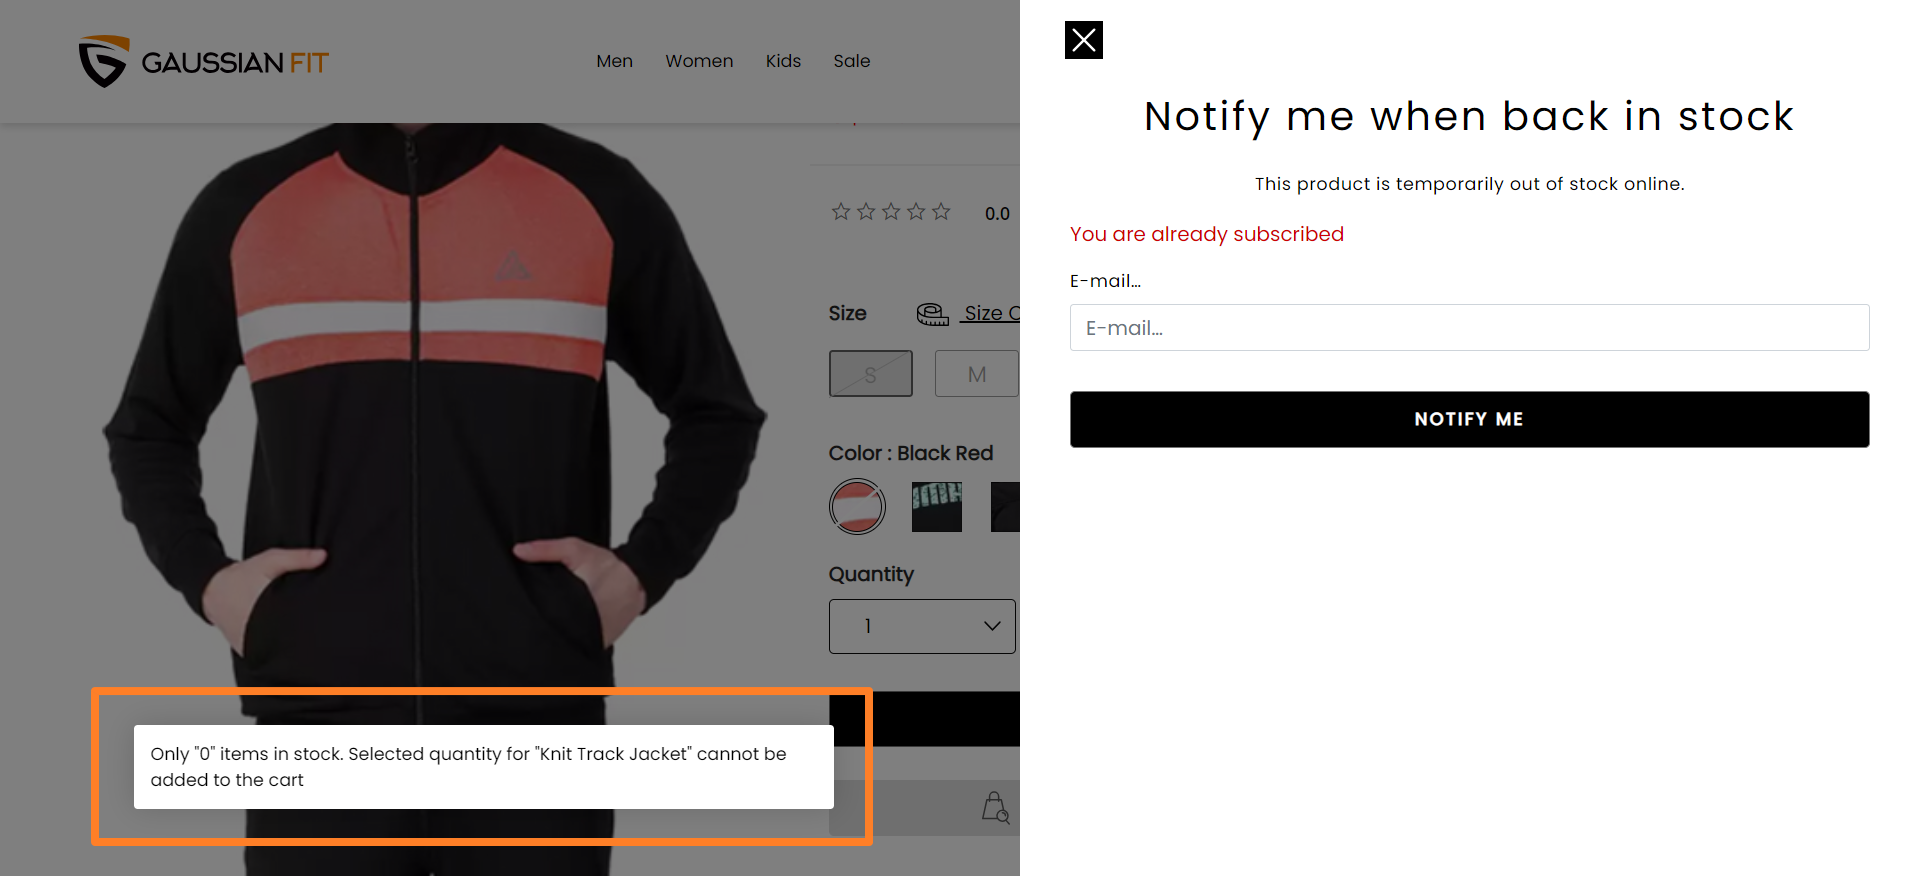 GAUSSIAN FIT
Men Women Kids Sale
0.0
Size Size C
S M
Color : Black Red
Quantity
1
Only "0" items in stock. Selected quantity for "Knit Track Jacket" cannot be
added to the cart
Notify me when back in stock
This product is temporarily out of stock online.
You are already subscribed
E-mail...
E-mail...
NOTIFY ME